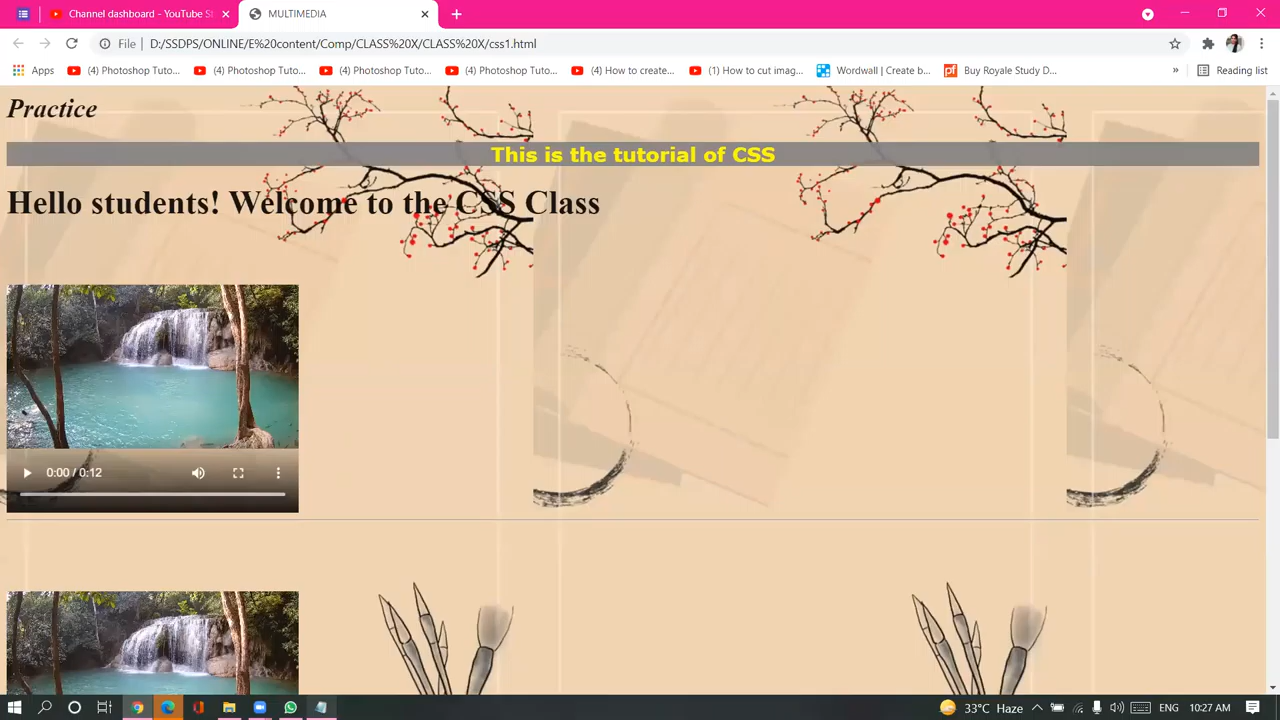 Channel dashboard - YouTube S
MULTIMEDIA
File
D:/SSDPS/ONLINE/E%20content/Comp/CLASS%20X/CLASS%20X/css1.html
Apps
(4) Photoshop Tuto...
(4) Photoshop Tuto...
(4) Photoshop Tuto...
(4) Photoshop Tuto...
(4) How to create...
(1) How to cut imag...
Wordwall | Create b...
Buy Royale Study D...
»
Reading list
Practice
This is the tutorial of CSS
Hello students! Welcome to the CSS Class
0:00 / 0:12
33°C Haze
ENG
10:27 AM